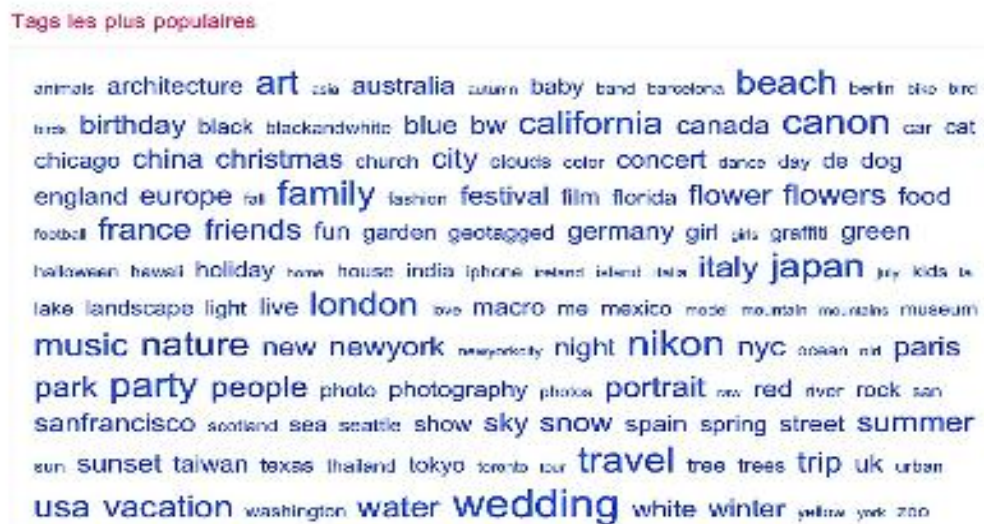 Tags les plus populaires
animals architecture art asia australia autumn baby band barcelona beach berlin bike bird
birds birthday black blackandwhite blue bw california canada canon car cat
chicago china christmas church city clouds color concert dance day de dog
england europe fall family fashion festival film florida flower flowers food
football france friends fun garden geotagged germany girl girls graffiti green
halloween hawaii holiday home house india iphone ireland island italia italy japan july kids la
lake landscape light live london love macro me mexico model mountain mountains museum
music nature new newyork newyorkcity night nikon nyc ocean old paris
park party people photo photography photos portrait raw red river rock san
sanfrancisco scotland sea seattle show sky snow spain spring street summer
sun sunset taiwan texas thailand tokyo toronto tour travel tree trees trip uk urban
usa vacation washington water wedding white winter yellow york zoo